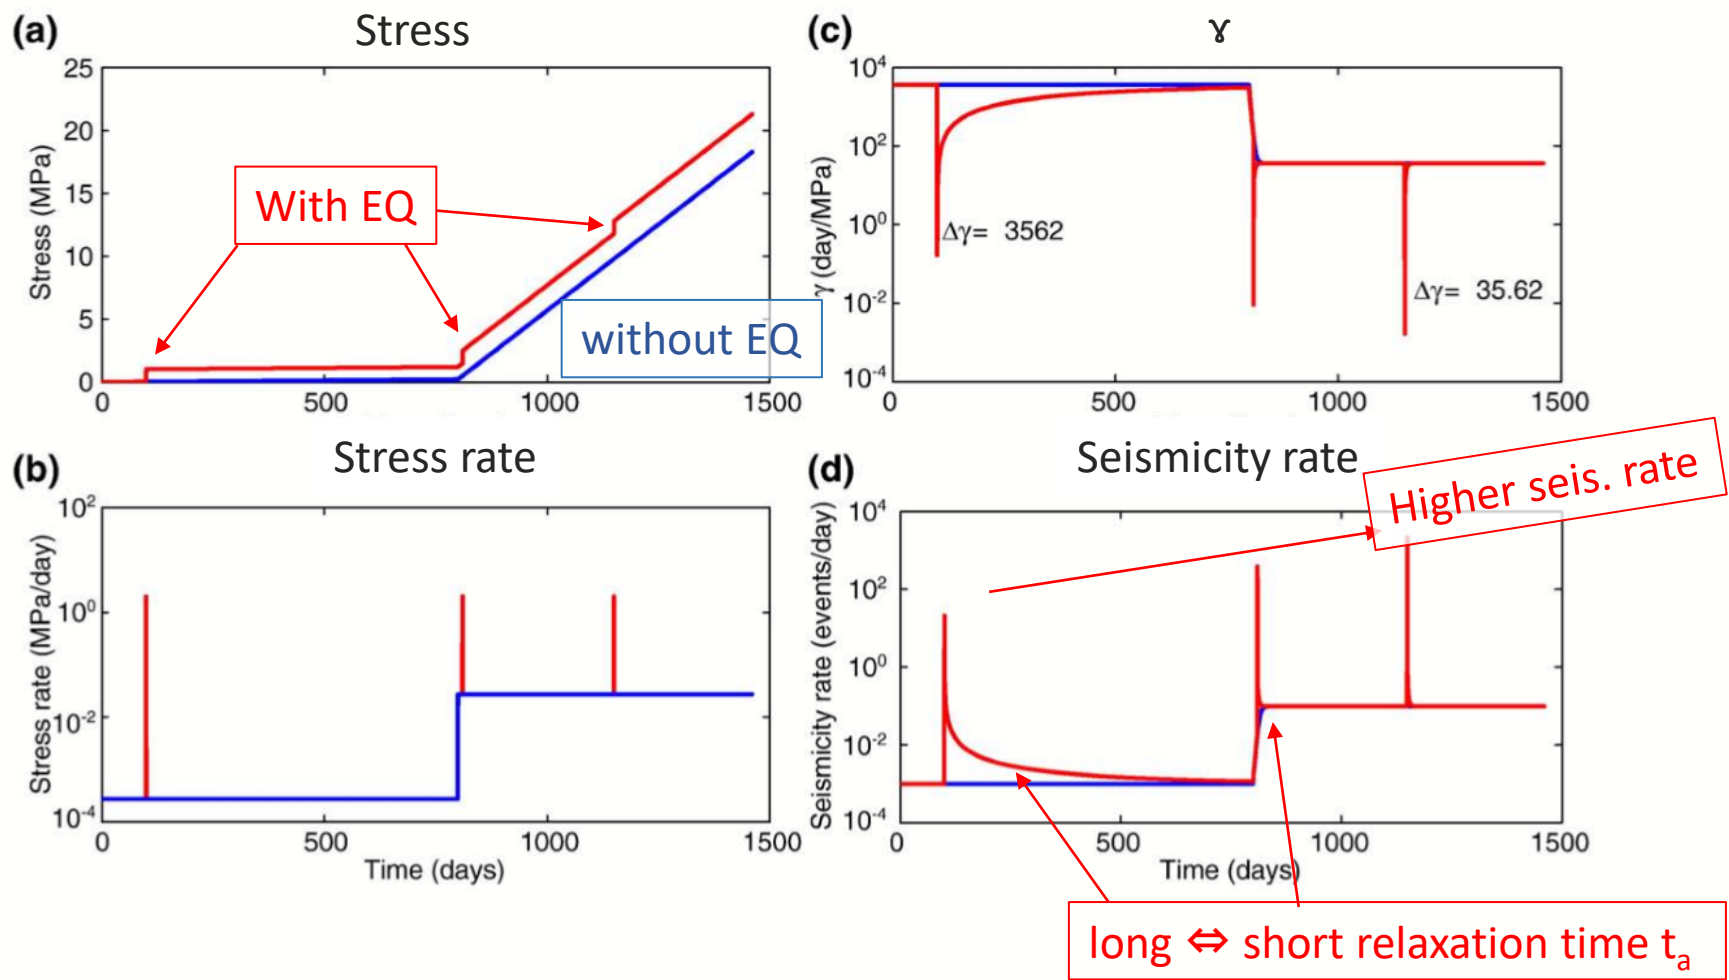 (a) Stress
Stress (MPa)
25
20
15
10
5
0
0 500 1000 1500
With EQ
without EQ
(c) ɤ
γ (day/MPa)
10^4
10^2
10^0
10^-2
10^-4
0 500 1000 1500
Δγ= 3562
Δγ= 35.62
(b) Stress rate
Stress rate (MPa/day)
10^2
10^0
10^-2
10^-4
0 500 1000 1500
Time (days)
(d) Seismicity rate
Higher seis. rate
Seismicity rate (events/day)
10^4
10^2
10^0
10^-2
10^-4
0 500 1000 1500
Time (days)
long ⇔ short relaxation time t_a